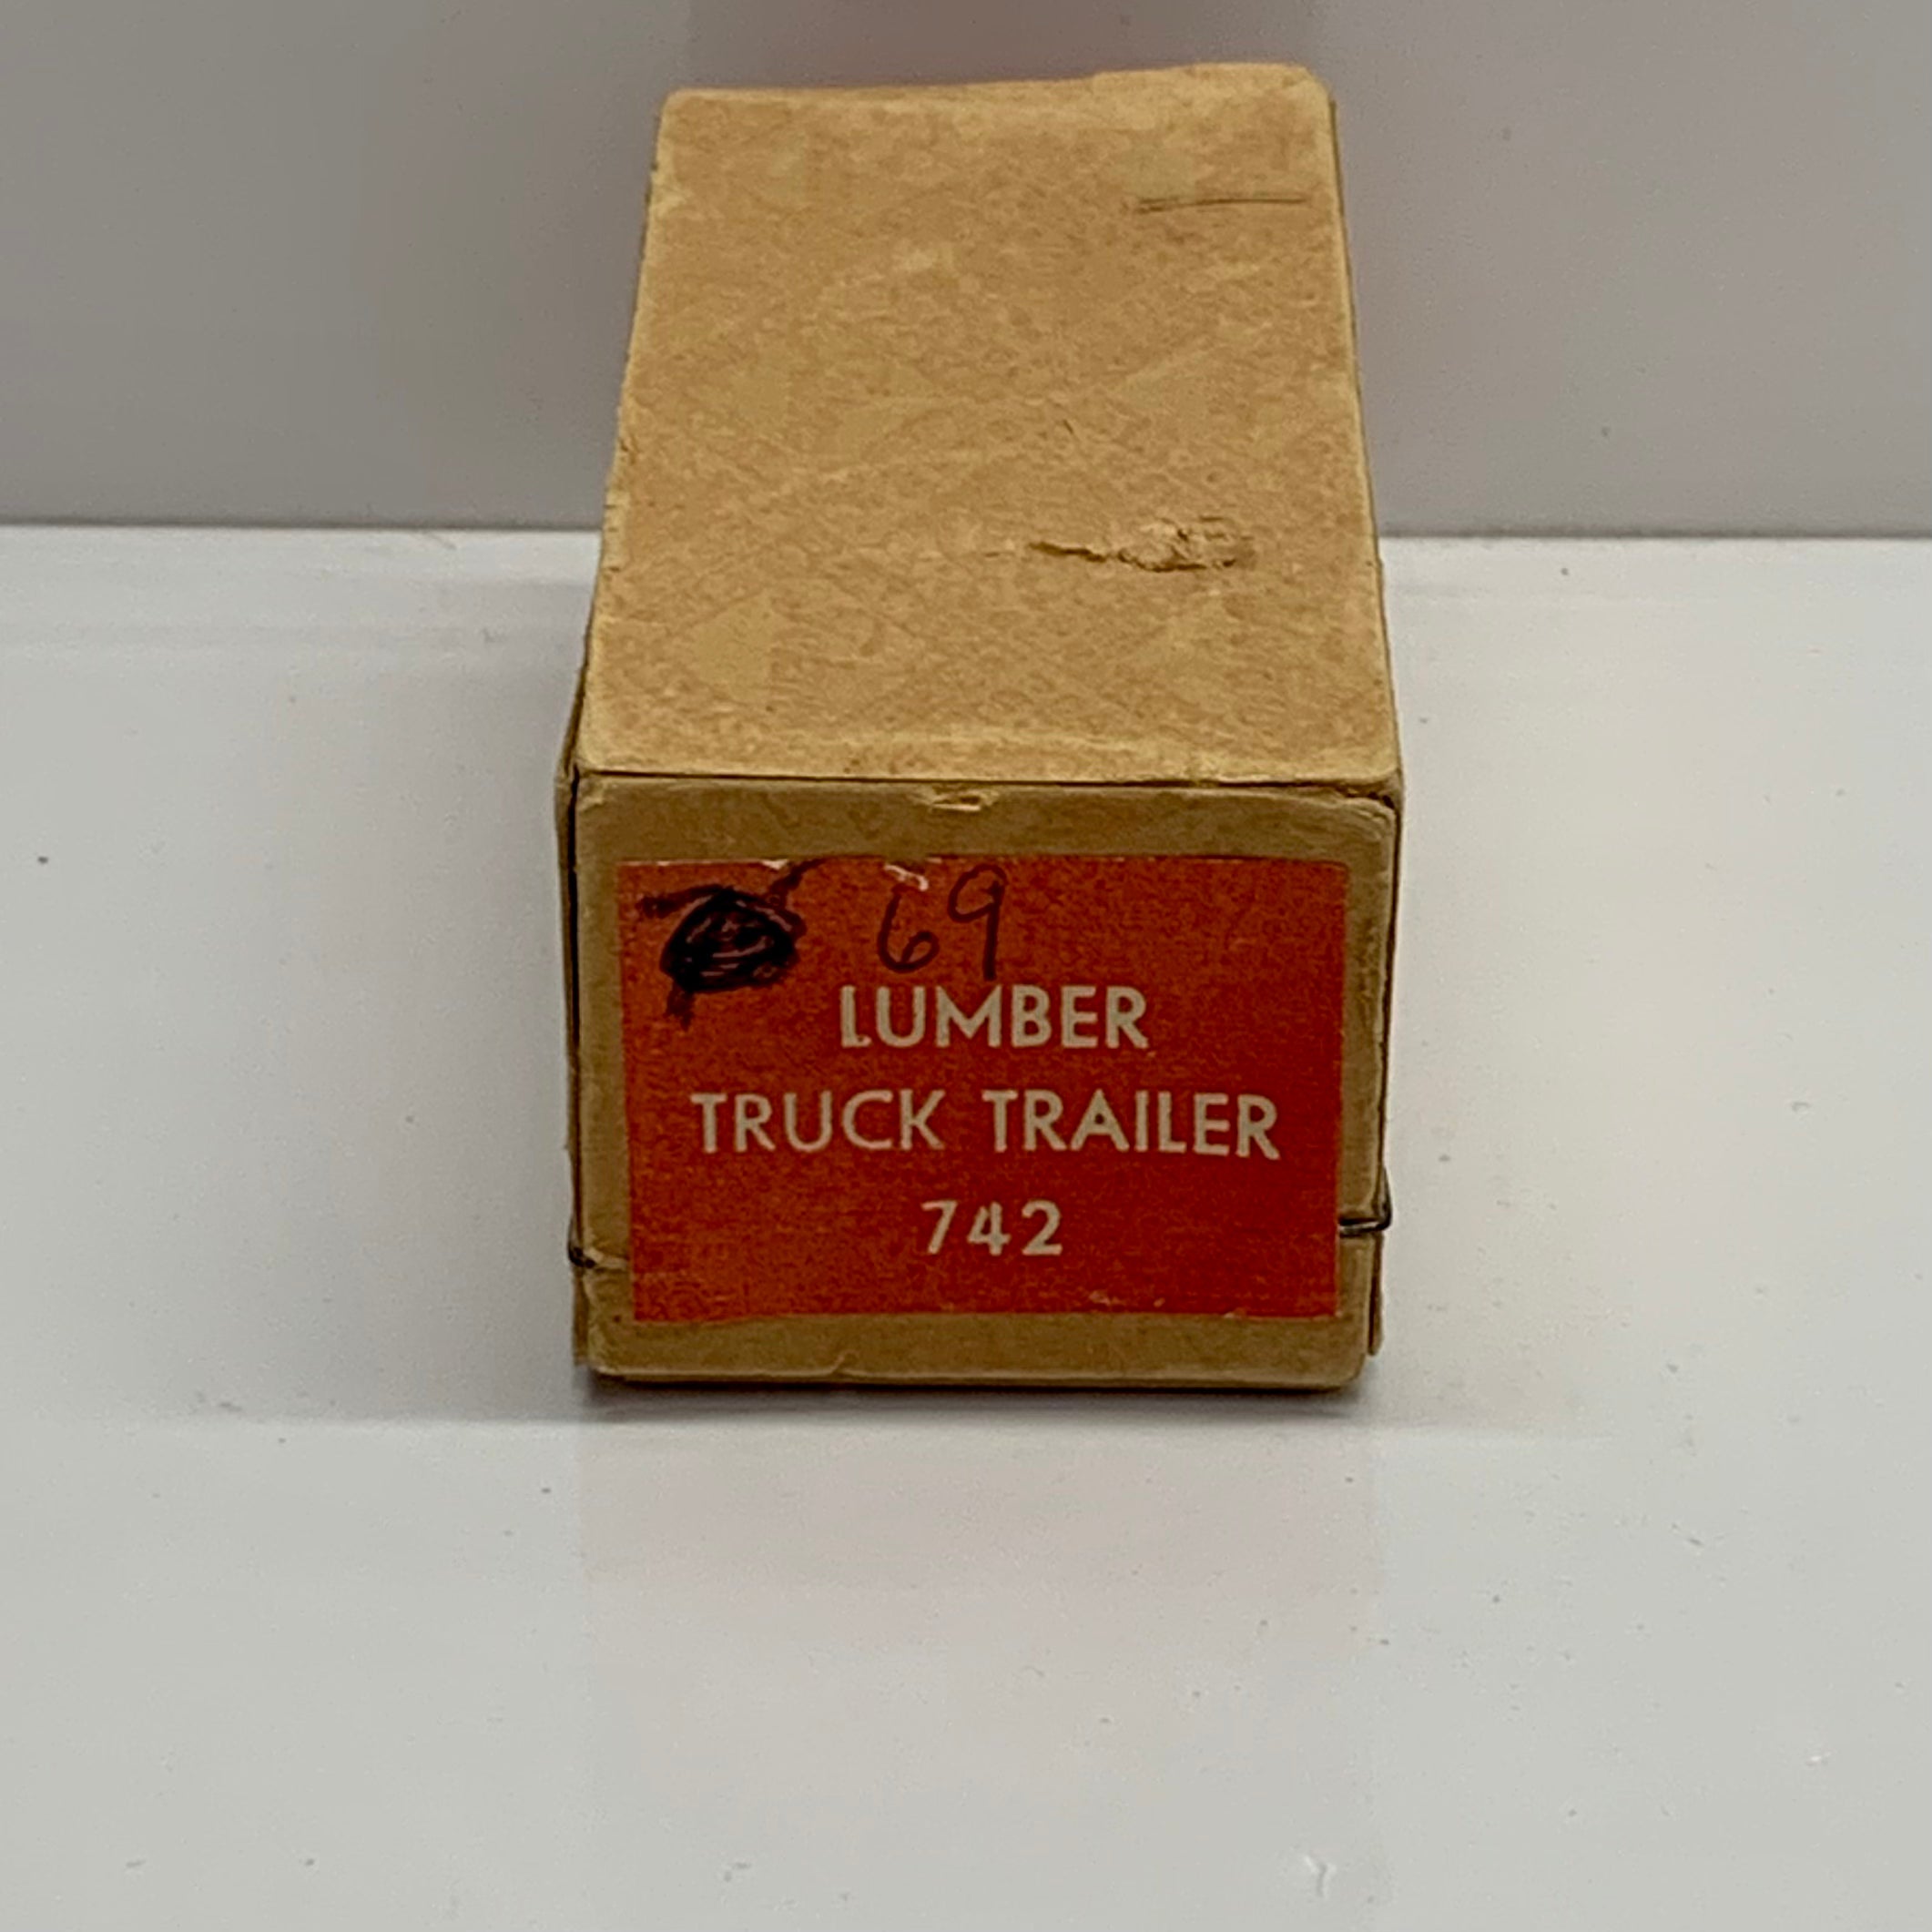 69
LUMBER
TRUCK TRAILER
742